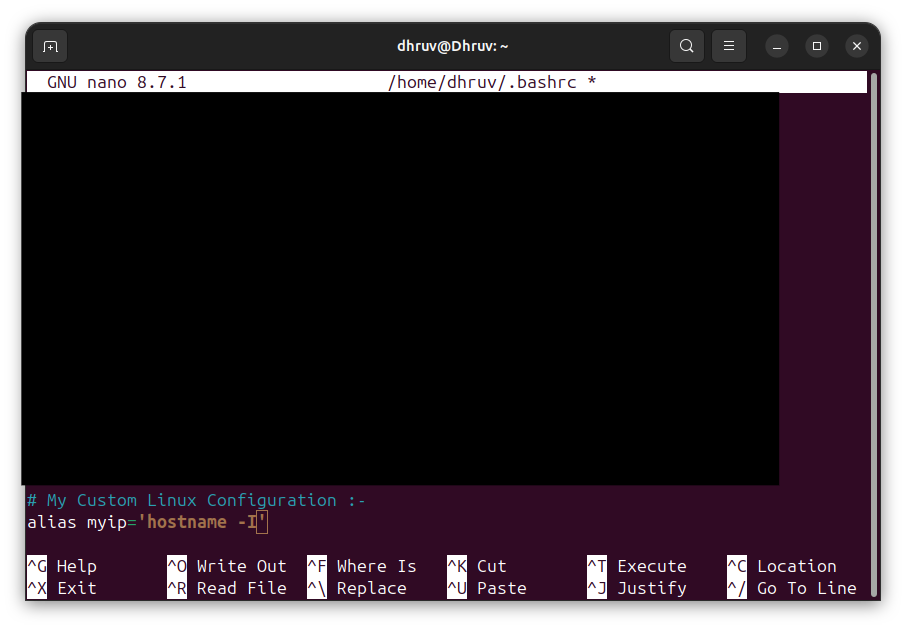 dhruv@Dhruv: ~
GNU nano 8.7.1 /home/dhruv/.bashrc *
# My Custom Linux Configuration :-
alias myip='hostname -I'
^G Help ^O Write Out ^F Where Is ^K Cut ^T Execute ^C Location
^X Exit ^R Read File ^\ Replace ^U Paste ^J Justify ^/ Go To Line